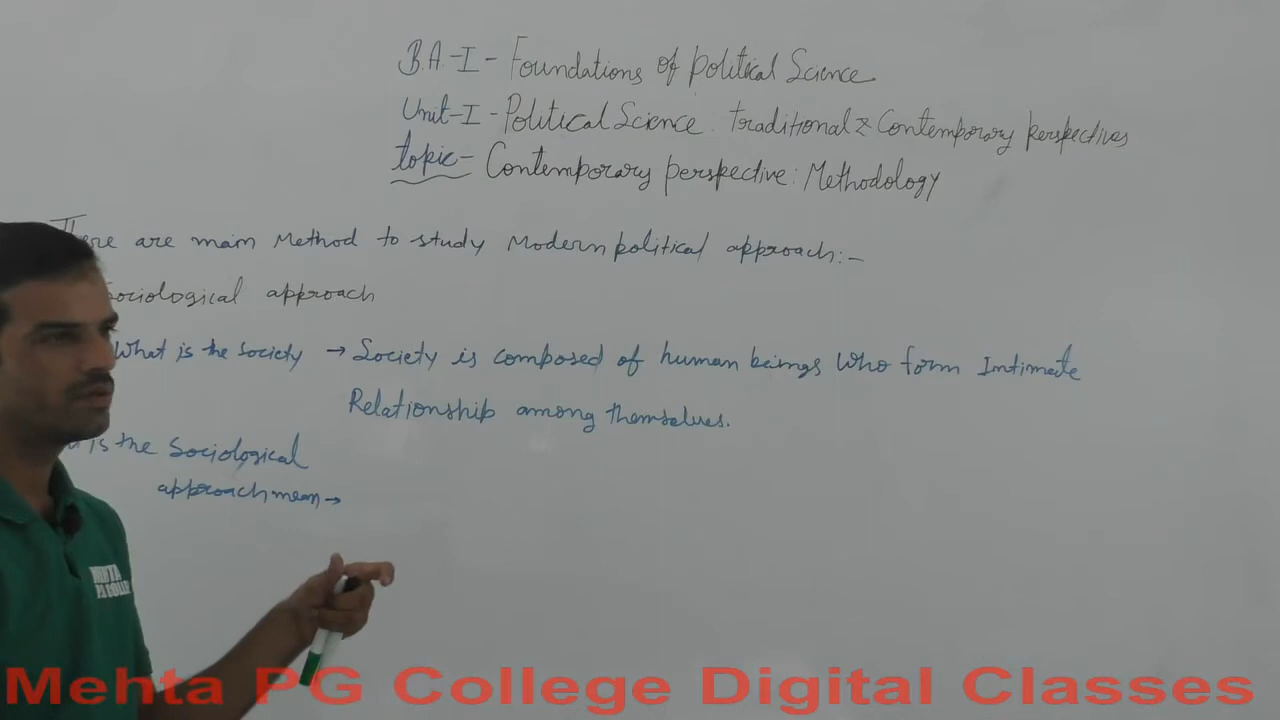 B.A-I- Foundations of Political Science
Unit-I-Political Science: Traditional & Contemporary perspectives
topic- Contemporary perspective: Methodology
There are main Method to study Modern political approach:-
Sociological approach
What is the Society → Society is composed of human beings who form Intimate
Relationship among themselves.
is the Sociological
approach mean →
MEHTA
Mehta PG College Digital Classes